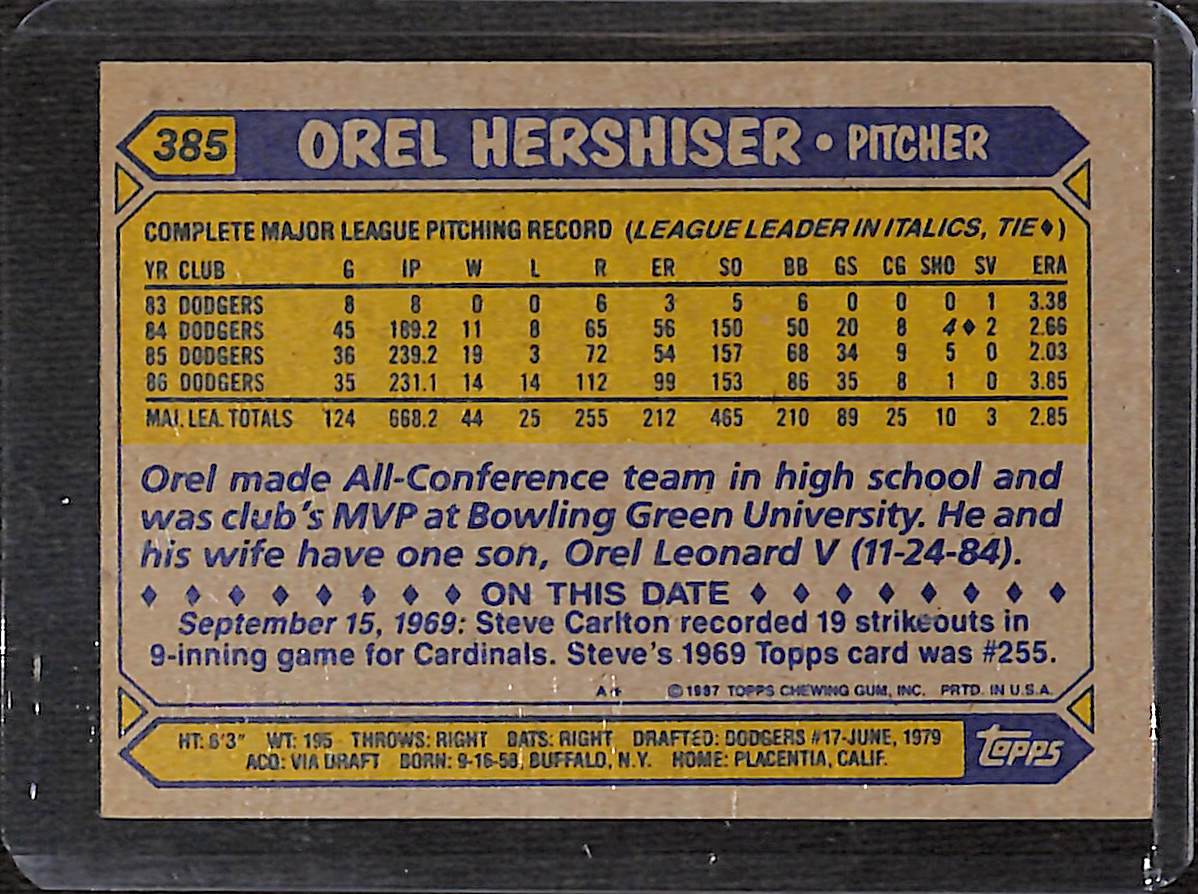 385 OREL HERSHISER • PITCHER
COMPLETE MAJOR LEAGUE PITCHING RECORD (LEAGUE LEADER IN ITALICS, TIE♦)
YR CLUB G IP W L R ER SO BB GS CG SHO SV ERA
83 DODGERS 8 8 0 0 6 3 5 6 0 0 0 1 3.38
84 DODGERS 45 189.2 11 8 65 56 150 50 20 8 4♦ 2 2.66
85 DODGERS 36 239.2 19 3 72 54 157 68 34 9 5 0 2.03
86 DODGERS 35 231.1 14 14 112 99 153 86 35 8 1 0 3.85
MAJ. LEA. TOTALS 124 668.2 44 25 255 212 465 210 89 25 10 3 2.85
Orel made All-Conference team in high school and
was club's MVP at Bowling Green University. He and
his wife have one son, Orel Leonard V (11-24-84).
♦ ♦ ♦ ♦ ♦ ♦ ♦ ♦ ON THIS DATE ♦ ♦ ♦ ♦ ♦ ♦ ♦ ♦
September 15, 1969: Steve Carlton recorded 19 strikeouts in
9-inning game for Cardinals. Steve's 1969 Topps card was #255.
© 1987 TOPPS CHEWING GUM, INC. PRTD. IN U.S.A.
HT: 6'3" WT: 195 THROWS: RIGHT BATS: RIGHT DRAFTED: DODGERS #17-JUNE, 1979
ACQ: VIA DRAFT BORN: 9-16-58, BUFFALO, N.Y. HOME: PLACENTIA, CALIF.
topps